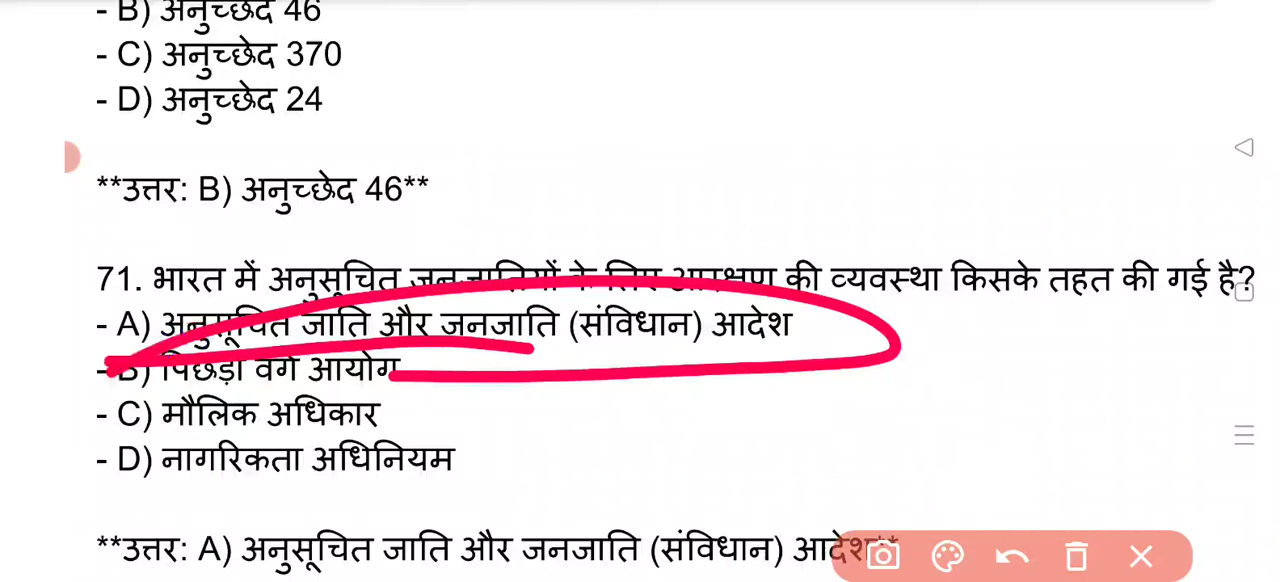 - B) अनुच्छेद 46
- C) अनुच्छेद 370
- D) अनुच्छेद 24
**उत्तर: B) अनुच्छेद 46**
71. भारत में अनुसूचित जनजातियों के लिए आरक्षण की व्यवस्था किसके तहत की गई है?
- A) अनुसूचित जाति और जनजाति (संविधान) आदेश
- B) पिछड़ा वर्ग आयोग
- C) मौलिक अधिकार
- D) नागरिकता अधिनियम
**उत्तर: A) अनुसूचित जाति और जनजाति (संविधान) आदेश**